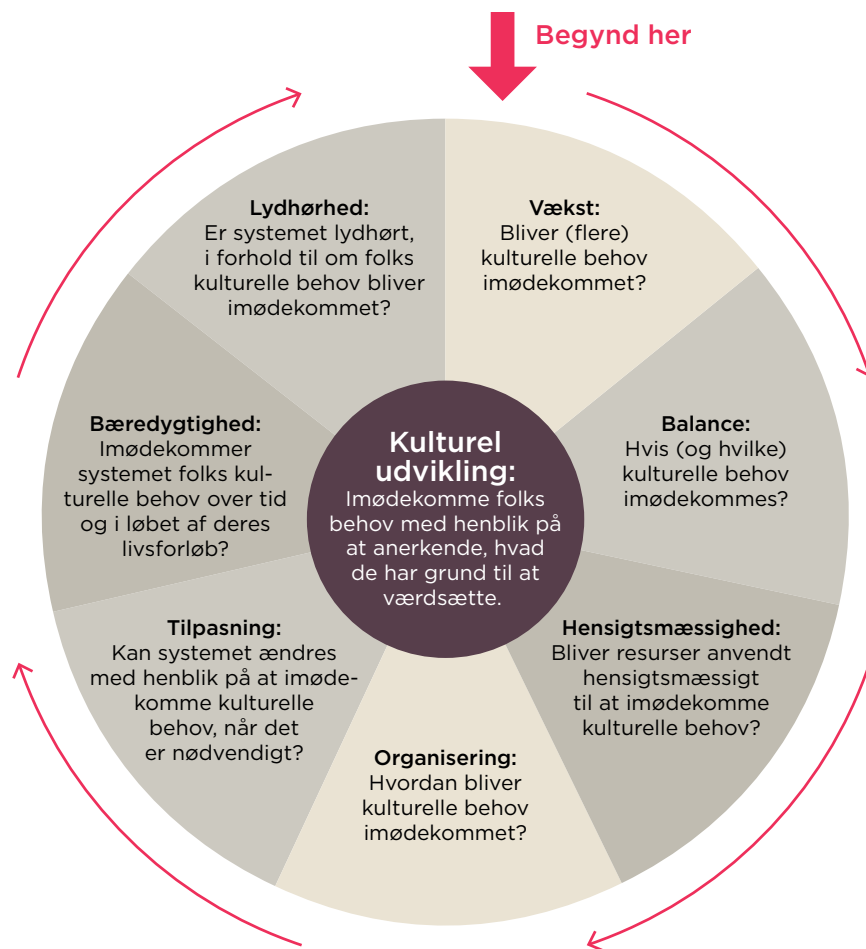 Begynd her
Vækst:
Bliver (flere)
kulturelle behov
imødekommet?
Balance:
Hvis (og hvilke)
kulturelle behov
imødekommes?
Hensigtsmæssighed:
Bliver resurser anvendt
hensigtsmæssigt
til at imødekomme
kulturelle behov?
Organisering:
Hvordan bliver
kulturelle behov
imødekommet?
Tilpasning:
Kan systemet ændres
med henblik på at imøde-
komme kulturelle
behov, når det
er nødvendigt?
Bæredygtighed:
Imødekommer
systemet folks kul-
turelle behov over tid
og i løbet af deres
livsforløb?
Lydhørhed:
Er systemet lydhørt,
i forhold til om folks
kulturelle behov bliver
imødekommet?
Kulturel
udvikling:
Imødekomme folks
behov med henblik på
at anerkende, hvad
de har grund til at
værdsætte.